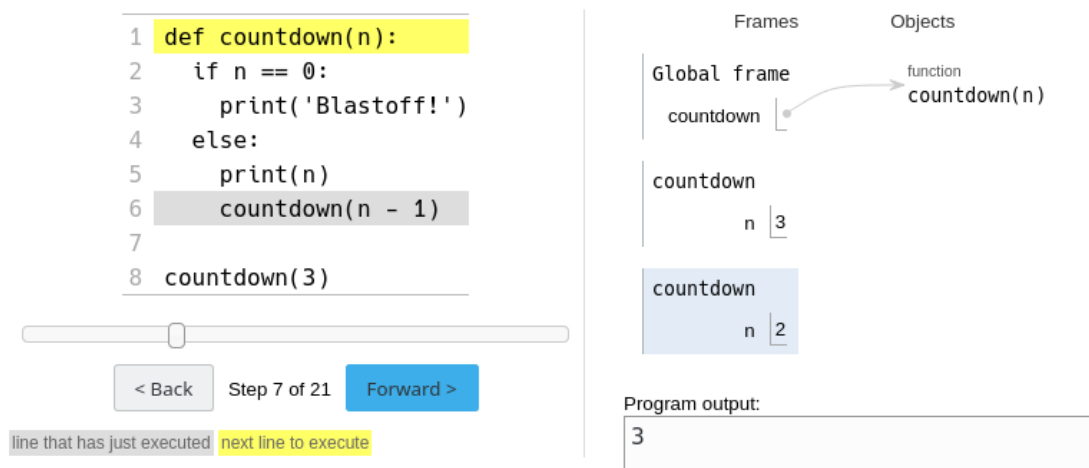 1 def countdown(n):
2   if n == 0:
3     print('Blastoff!')
4   else:
5     print(n)
6     countdown(n - 1)
7
8 countdown(3)
< Back Step 7 of 21 Forward >
line that has just executed next line to execute
Frames Objects
Global frame
countdown
function
countdown(n)
countdown
n 3
countdown
n 2
Program output:
3